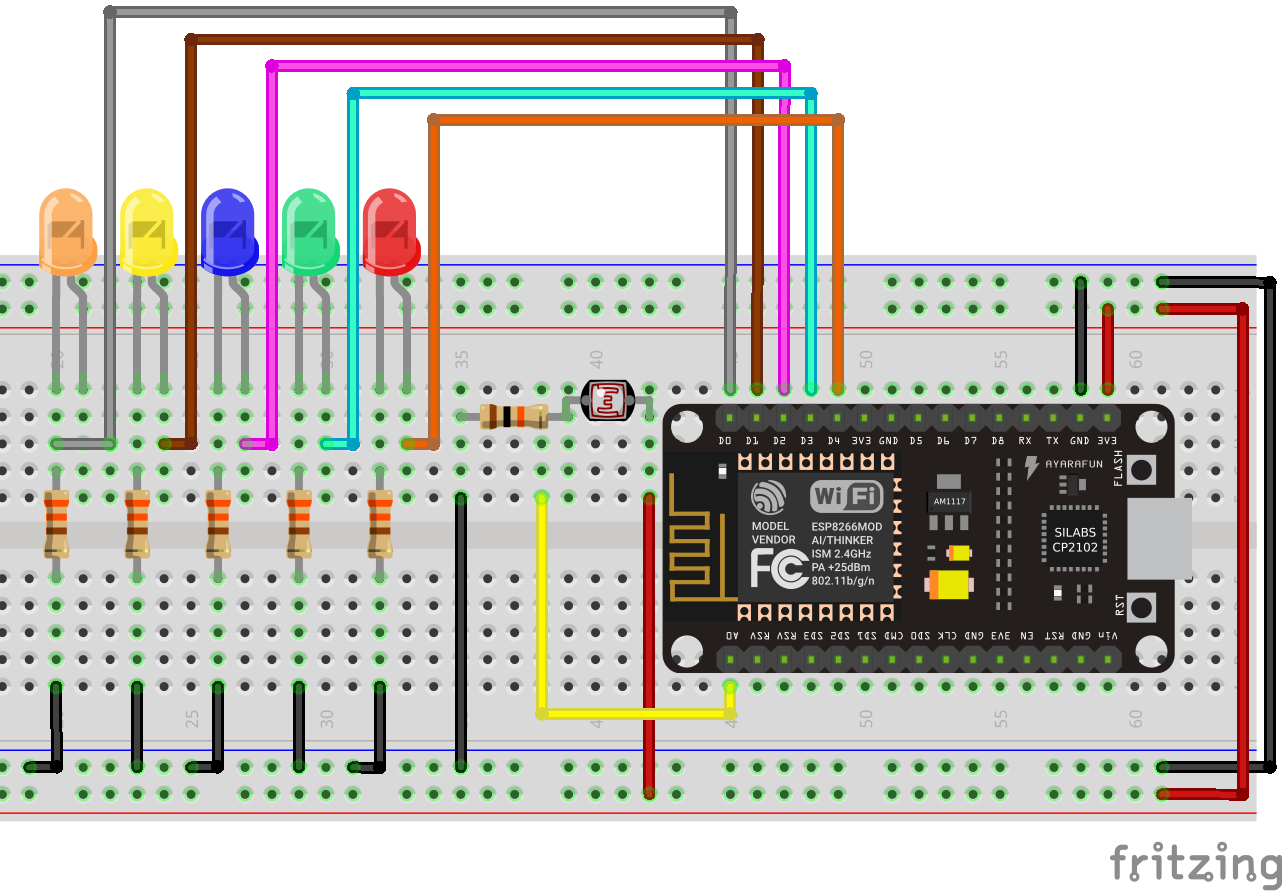 35
40
50
55
60
D0 D1 D2 D3 D4 3V3 GND D5 D6 D7 D8 RX TX GND 3V3
AYARAFUN
FLASH
WiFi
MODEL
VENDOR
ESP8266MOD
AI/THINKER
ISM 2.4GHz
PA +25dBm
802.11b/g/n
FC
AM1117
SILABS
CP2102
RST
A0 RSV RSV SD3 SD2 SD1 CMD SDO CLK GND 3V3 EN RST GND Vin
25
30
50
55
60
fritzing